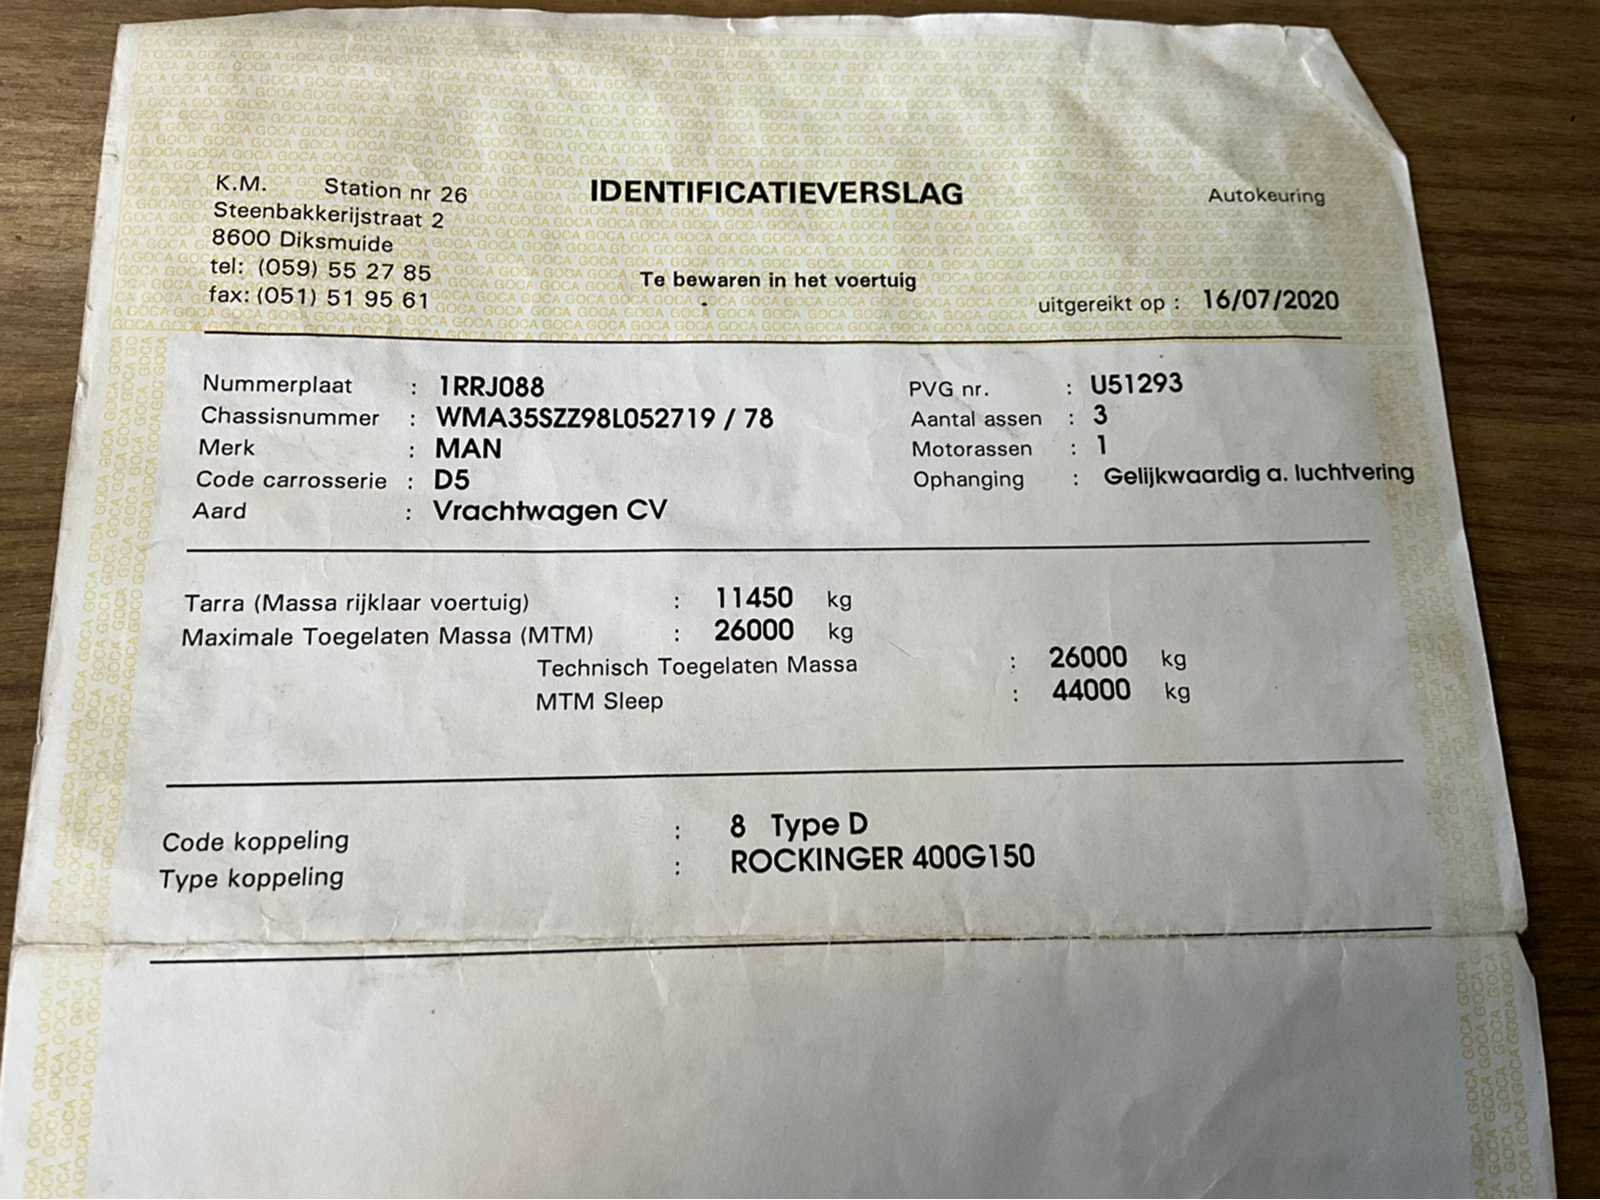 K.M. Station nr 26
Steenbakkerijstraat 2
8600 Diksmuide
tel: (059) 55 27 85
fax: (051) 51 95 61
IDENTIFICATIEVERSLAG
Te bewaren in het voertuig
Autokeuring
uitgereikt op : 16/07/2020
Nummerplaat : 1RRJ088
Chassisnummer : WMA35SZZ98L052719 / 78
Merk : MAN
Code carrosserie : D5
Aard : Vrachtwagen CV
PVG nr. : U51293
Aantal assen : 3
Motorassen : 1
Ophanging : Gelijkwaardig a. luchtvering
Tarra (Massa rijklaar voertuig) : 11450 kg
Maximale Toegelaten Massa (MTM) : 26000 kg
Technisch Toegelaten Massa : 26000 kg
MTM Sleep : 44000 kg
Code koppeling : 8 Type D
Type koppeling : ROCKINGER 400G150